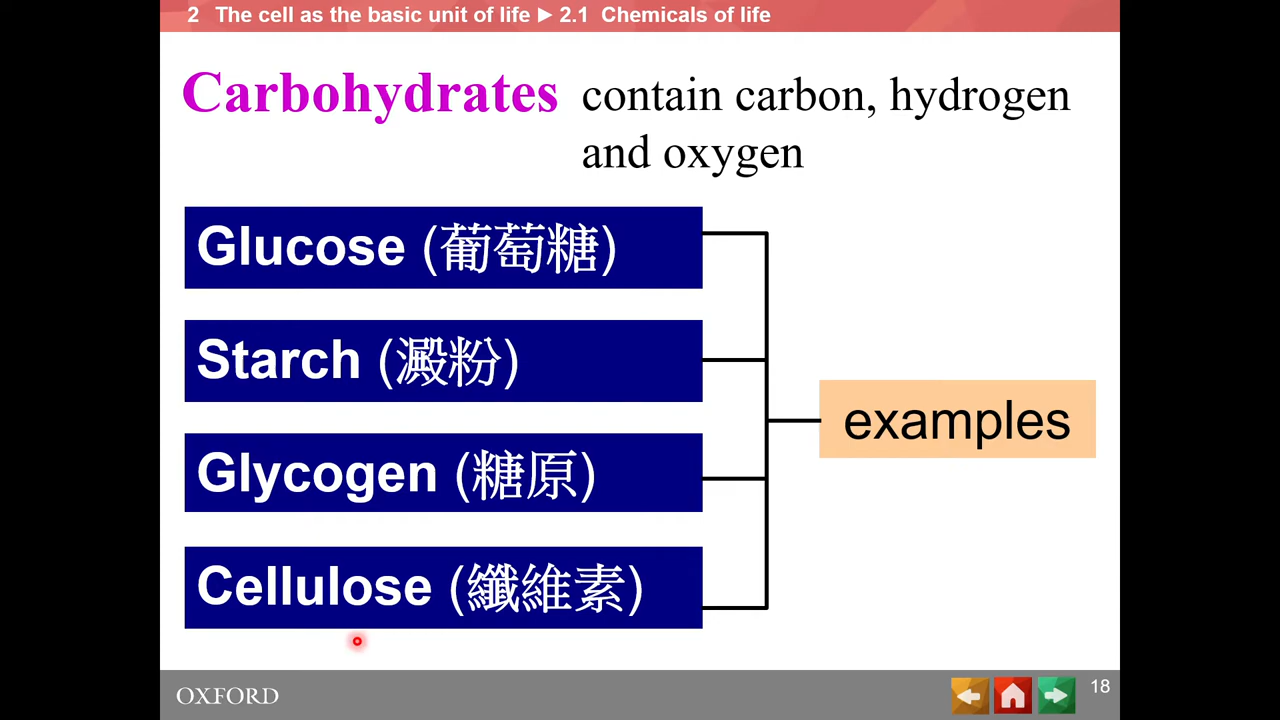 2 The cell as the basic unit of life ► 2.1 Chemicals of life
Carbohydrates contain carbon, hydrogen
and oxygen
Glucose (葡萄糖)
Starch (澱粉)
Glycogen (糖原)
Cellulose (纖維素)
examples
OXFORD
18